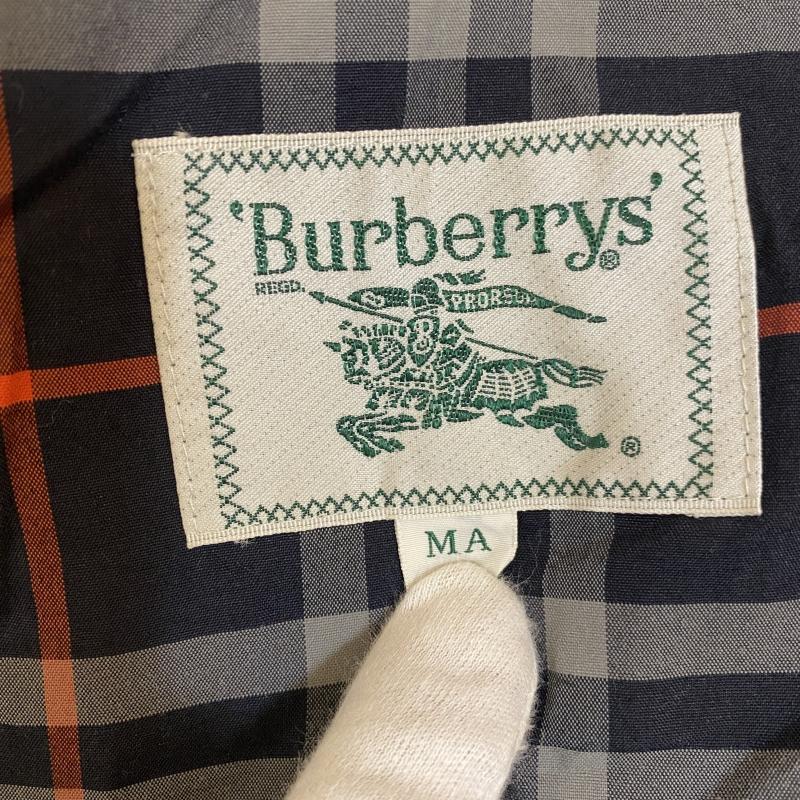 'Burberrys'
®
REGD.
PRORSUM
®
MA